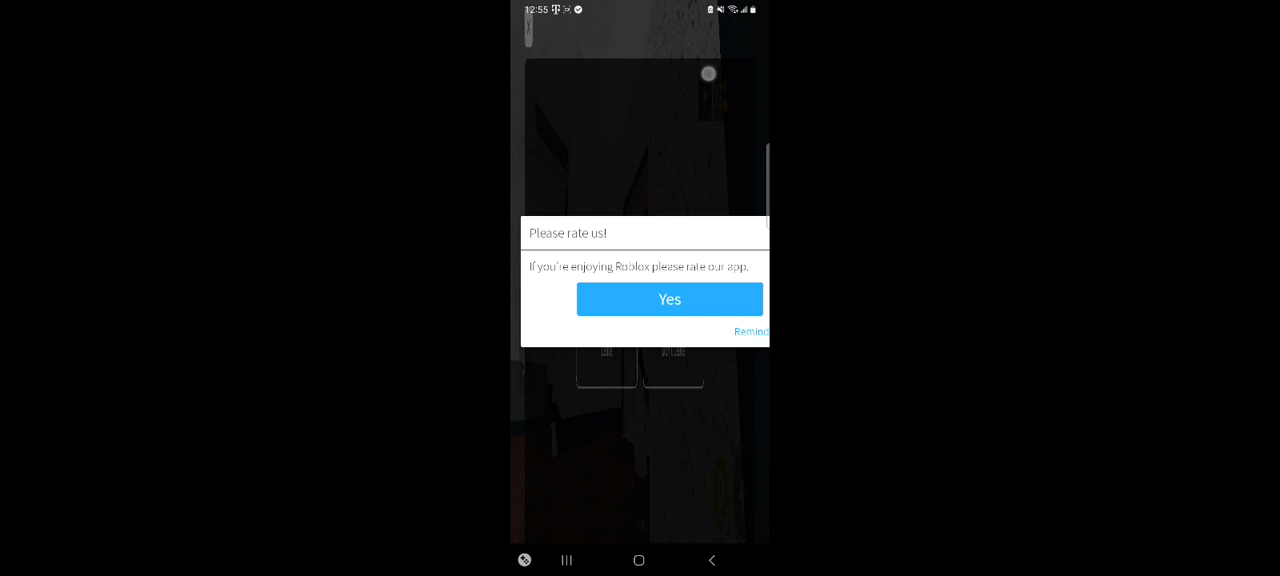 12:55
Please rate us!
If you're enjoying Roblox please rate our app.
Yes
Remind